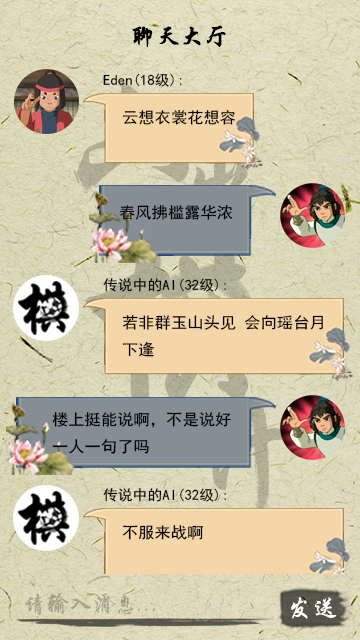 聊天大厅
Eden(18级):
云想衣裳花想容
春风拂槛露华浓
传说中的AI(32级):
若非群玉山头见 会向瑶台月
下逢
楼上挺能说啊，不是说好
一人一句了吗
传说中的AI(32级):
不服来战啊
请输入消息...
发送